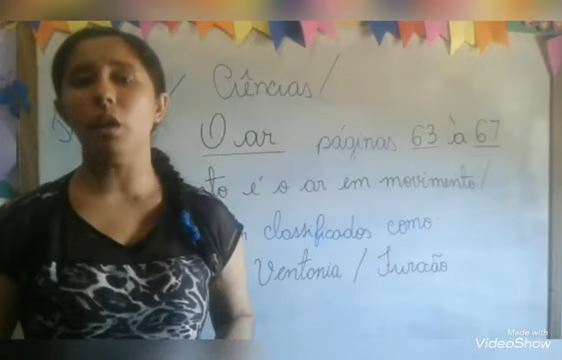 / Ciências /
O ar páginas 63 à 67
to é o ar em movimento /
classificados como
Ventania / Furacão
Made with
VideoShow